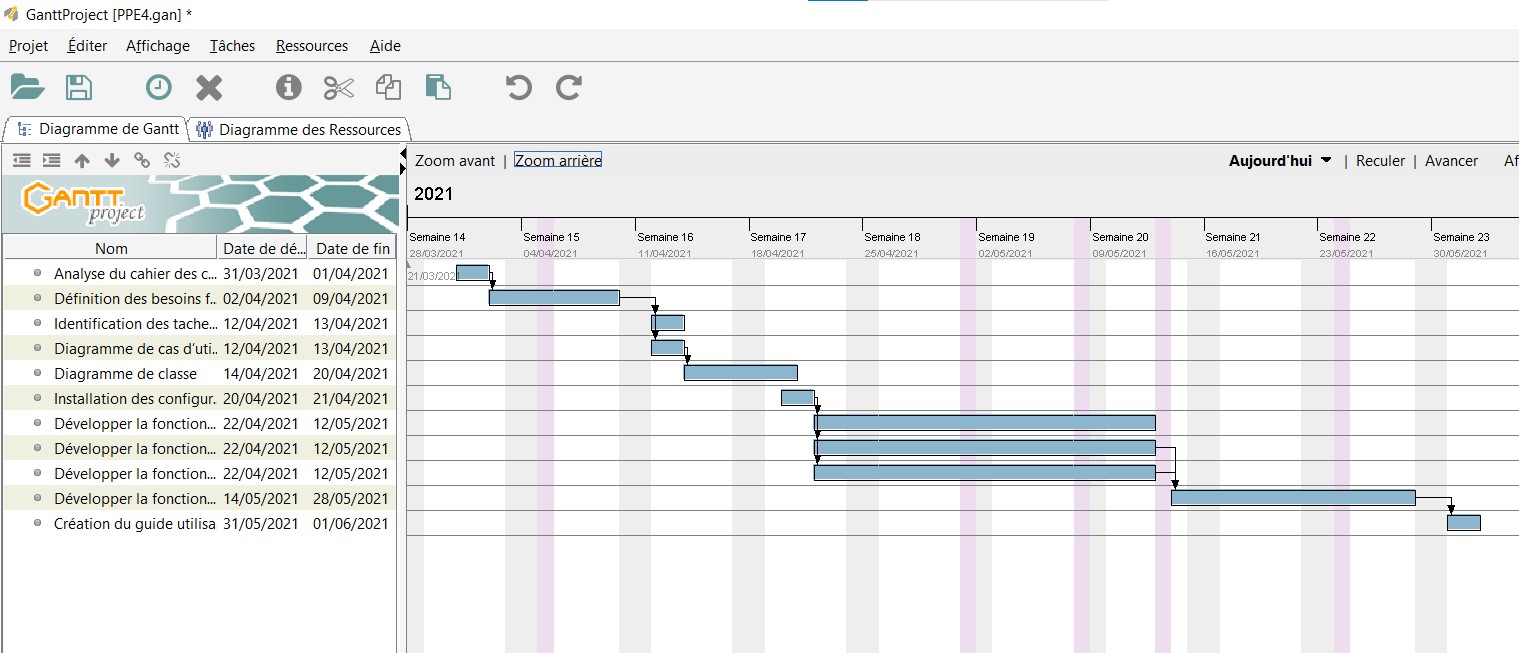 GanttProject [PPE4.gan] *
Projet Éditer Affichage Tâches Ressources Aide
Diagramme de Gantt Diagramme des Ressources
Zoom avant | Zoom arrière Aujourd'hui | Reculer | Avancer Af
GANTT project
2021
Semaine 14 Semaine 15 Semaine 16 Semaine 17 Semaine 18 Semaine 19 Semaine 20 Semaine 21 Semaine 22 Semaine 23
28/03/2021 04/04/2021 11/04/2021 18/04/2021 25/04/2021 02/05/2021 09/05/2021 16/05/2021 23/05/2021 30/05/2021
21/03/2021
Nom Date de dé... Date de fin
Analyse du cahier des c... 31/03/2021 01/04/2021
Définition des besoins f.. 02/04/2021 09/04/2021
Identification des tache... 12/04/2021 13/04/2021
Diagramme de cas d'uti.. 12/04/2021 13/04/2021
Diagramme de classe 14/04/2021 20/04/2021
Installation des configur. 20/04/2021 21/04/2021
Développer la fonction... 22/04/2021 12/05/2021
Développer la fonction... 22/04/2021 12/05/2021
Développer la fonction... 22/04/2021 12/05/2021
Développer la fonction... 14/05/2021 28/05/2021
Création du guide utilisa 31/05/2021 01/06/2021